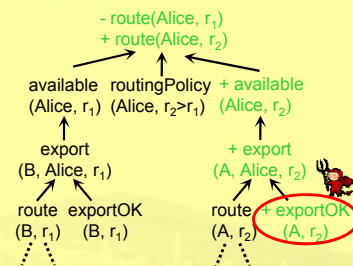 - route(Alice, r1)
+ route(Alice, r2)
available routingPolicy + available
(Alice, r1) (Alice, r2>r1) (Alice, r2)
export + export
(B, Alice, r1) (A, Alice, r2)
route exportOK route + exportOK
(B, r1) (B, r1) (A, r2) (A, r2)